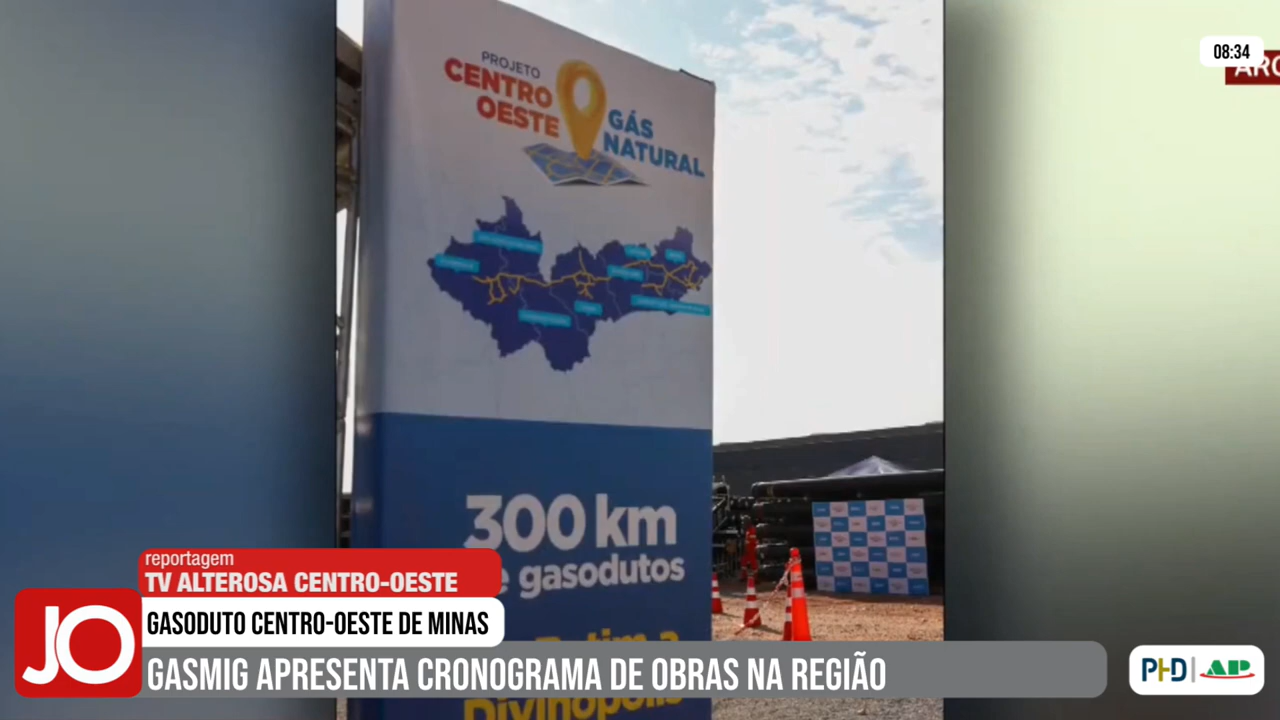 08:34
PROJETO
CENTRO
OESTE
GÁS
NATURAL
300 km
gasodutos
Divinópolis
reportagem
TV ALTEROSA CENTRO-OESTE
JO
GASODUTO CENTRO-OESTE DE MINAS
GASMIG APRESENTA CRONOGRAMA DE OBRAS NA REGIÃO
PHD | AP